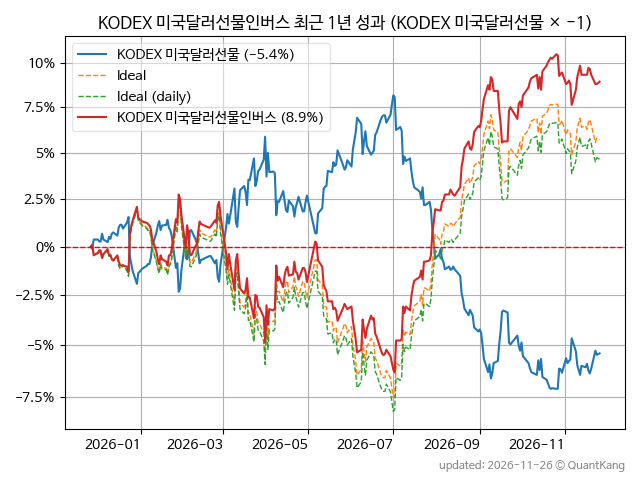 KODEX 미국달러선물인버스 최근 1년 성과 (KODEX 미국달러선물 × −1)
KODEX 미국달러선물 (−5.4%)
Ideal
Ideal (daily)
KODEX 미국달러선물인버스 (8.9%)
10%
7.5%
5%
2.5%
0%
−2.5%
−5%
−7.5%
2026-01
2026-03
2026-05
2026-07
2026-09
2026-11
updated: 2026-11-26 © QuantKang